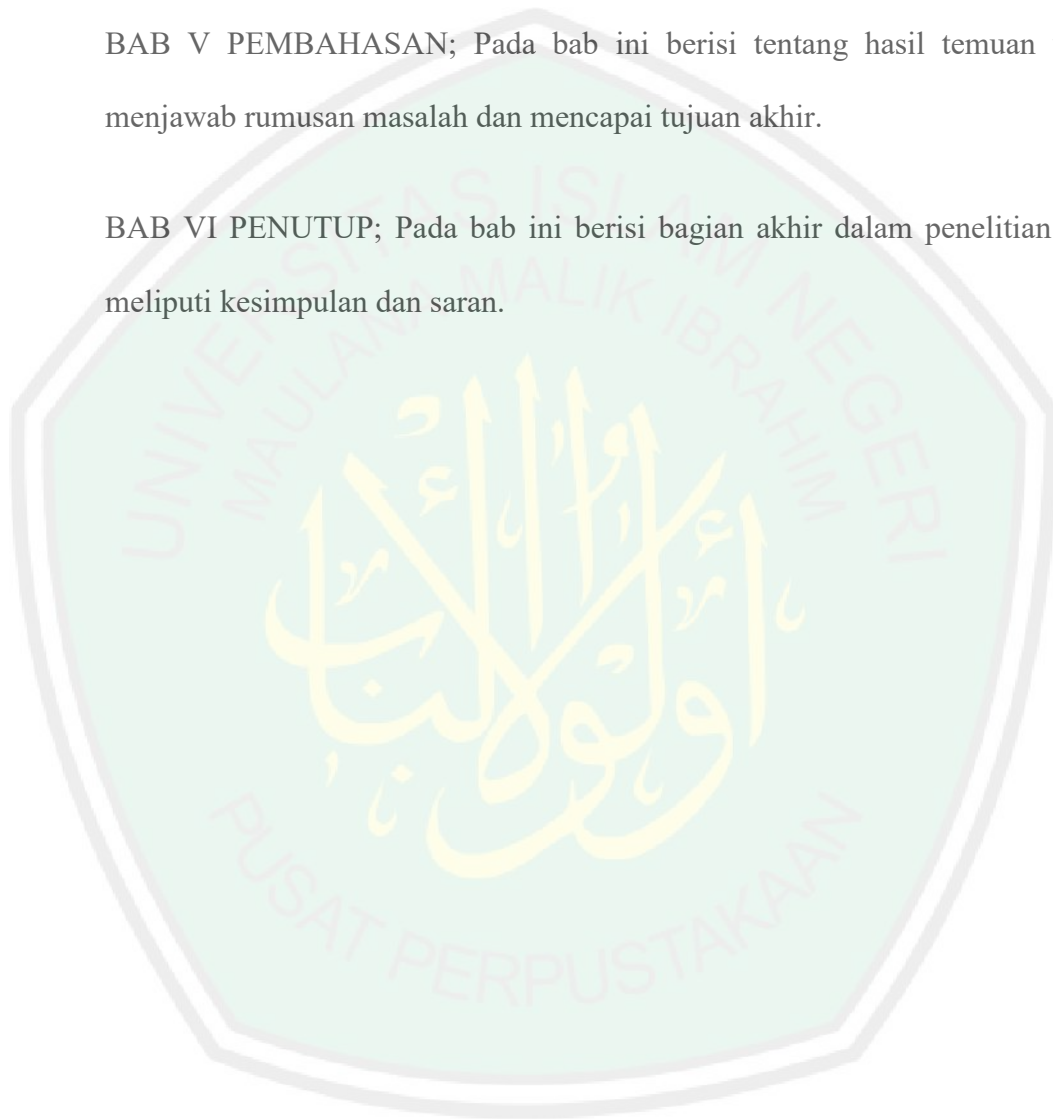 BAB V PEMBAHASAN; Pada bab ini berisi tentang hasil temuan
menjawab rumusan masalah dan mencapai tujuan akhir.
BAB VI PENUTUP; Pada bab ini berisi bagian akhir dalam penelitian
meliputi kesimpulan dan saran.
UNIVERSITAS ISLAM NEGERI
MAULANA MALIK IBRAHIM
أولوا الألباب
PUSAT PERPUSTAKAAN